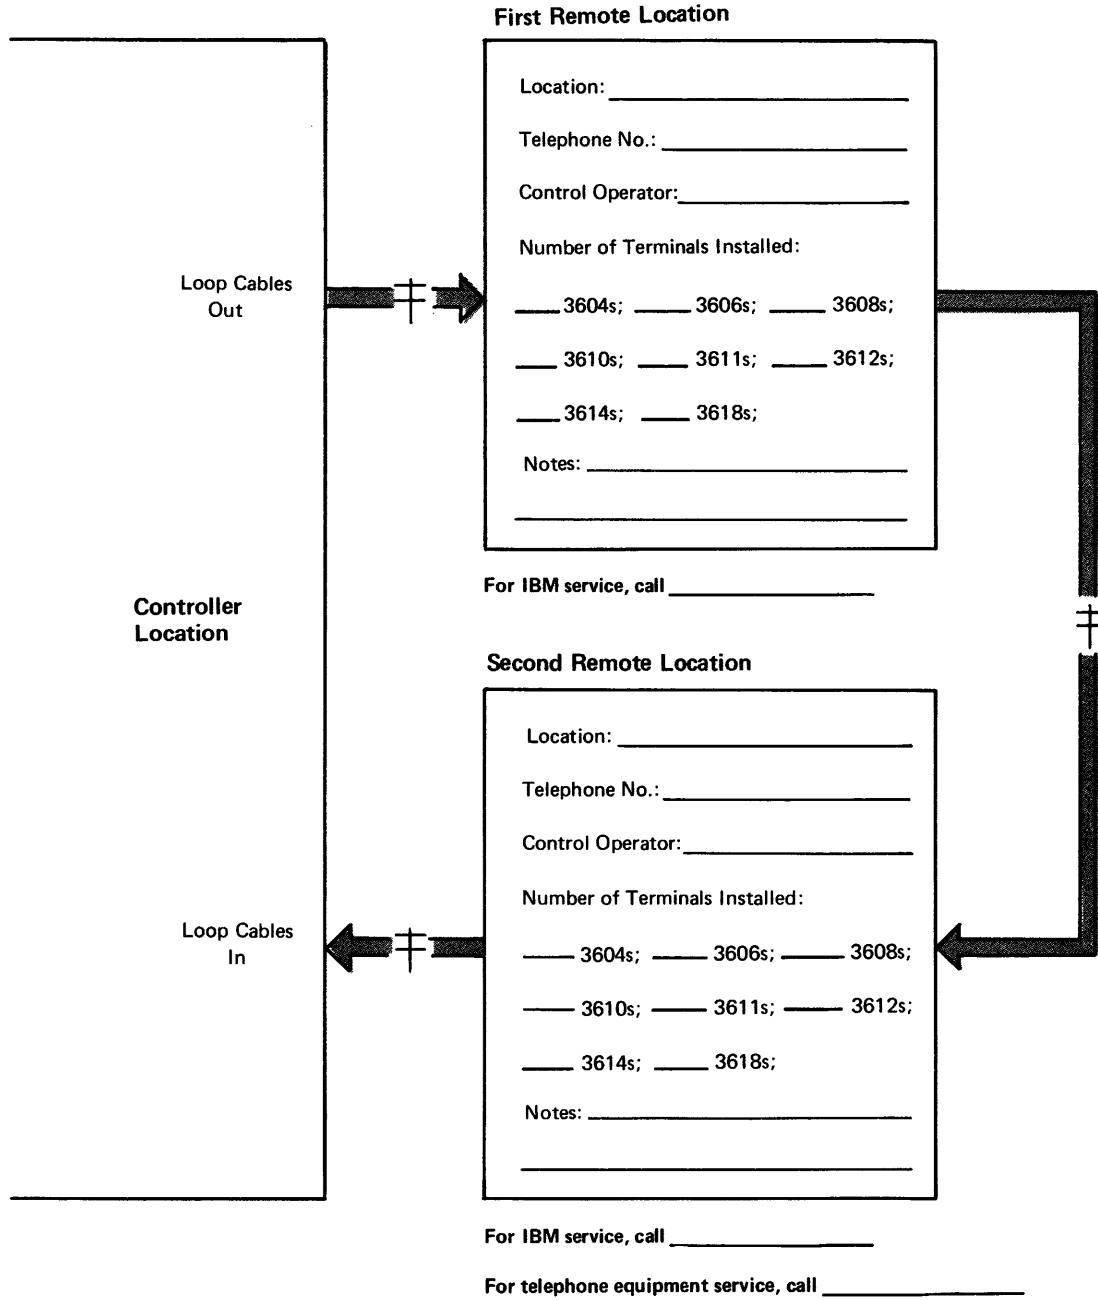 First Remote Location
Location:
Telephone No.:
Control Operator:
Number of Terminals Installed:
3604s; 3606s; 3608s;
3610s; 3611s; 3612s;
3614s; 3618s;
Notes:
For IBM service, call
Loop Cables
Out
Controller
Location
Loop Cables
In
Second Remote Location
Location:
Telephone No.:
Control Operator:
Number of Terminals Installed:
3604s; 3606s; 3608s;
3610s; 3611s; 3612s;
3614s; 3618s;
Notes:
For IBM service, call
For telephone equipment service, call